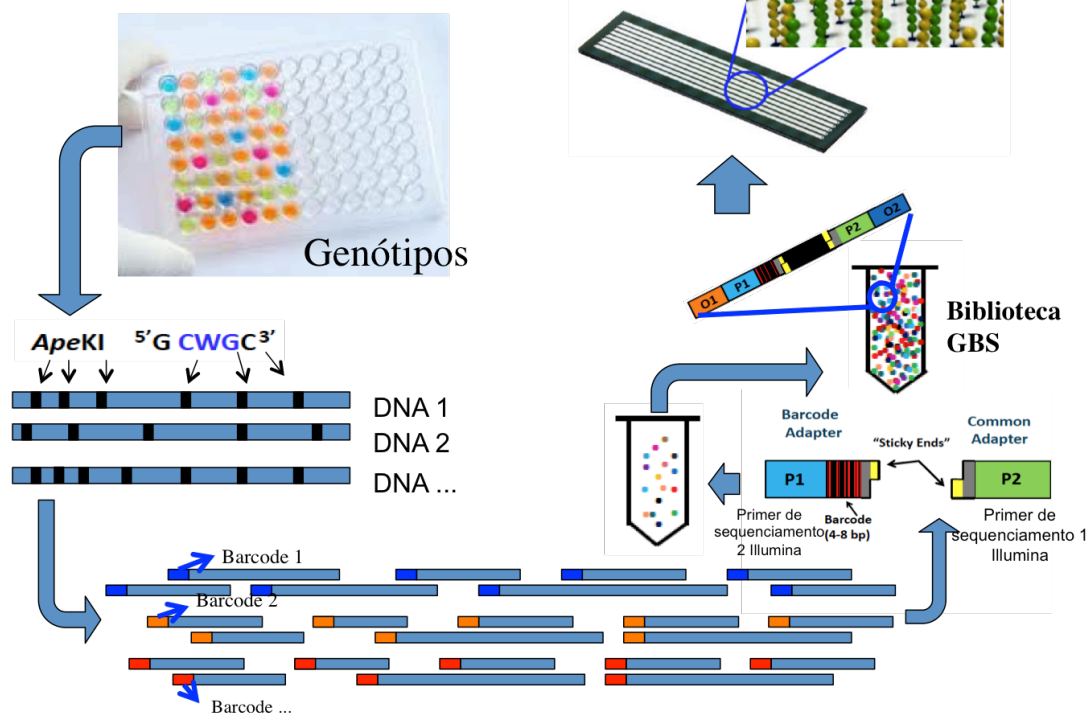 Genótipos
ApeKI 5’G CWGC3’
DNA 1
DNA 2
DNA ...
Barcode 1
Barcode 2
Barcode ...
O1
P1
P2
O2
Biblioteca
GBS
Barcode
Adapter
“Sticky Ends”
Common
Adapter
P1
P2
Barcode
(4-8 bp)
Primer de
sequenciamento
2 Illumina
Primer de
sequenciamento 1
Illumina